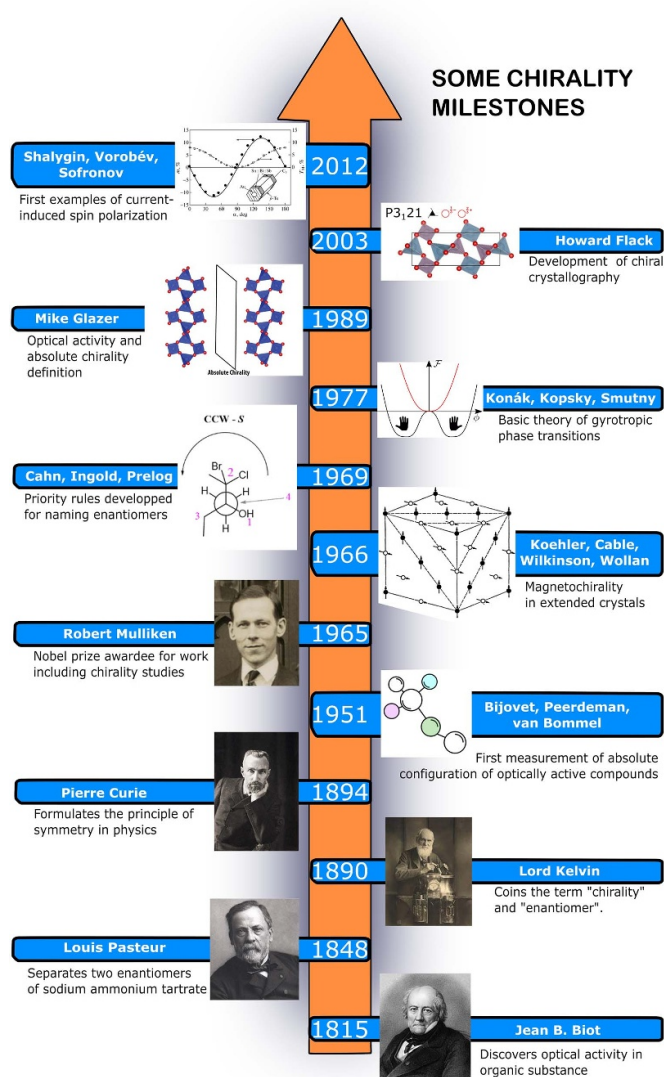 SOME CHIRALITY
MILESTONES
Shalygin, Vorobév,
Sofronov
2012
First examples of current-
induced spin polarization
2003
P3₁21
Howard Flack
Development of chiral
crystallography
Mike Glazer
1989
Optical activity and
absolute chirality
definition
Absolute Chirality
1977
Konák, Kopsky, Smutny
Basic theory of gyrotropic
phase transitions
CCW - S
Br
2
Cl
H
H
4
3
H
OH
1
Cahn, Ingold, Prelog
1969
Priority rules developped
for naming enantiomers
1966
Koehler, Cable,
Wilkinson, Wollan
Magnetochirality
in extended crystals
Robert Mulliken
1965
Nobel prize awardee for work
including chirality studies
1951
Bijovet, Peerdeman,
van Bommel
First measurement of absolute
configuration of optically active compounds
Pierre Curie
1894
Formulates the principle of
symmetry in physics
1890
Lord Kelvin
Coins the term "chirality"
and "enantiomer".
Louis Pasteur
1848
Separates two enantiomers
of sodium ammonium tartrate
1815
Jean B. Biot
Discovers optical activity in
organic substance